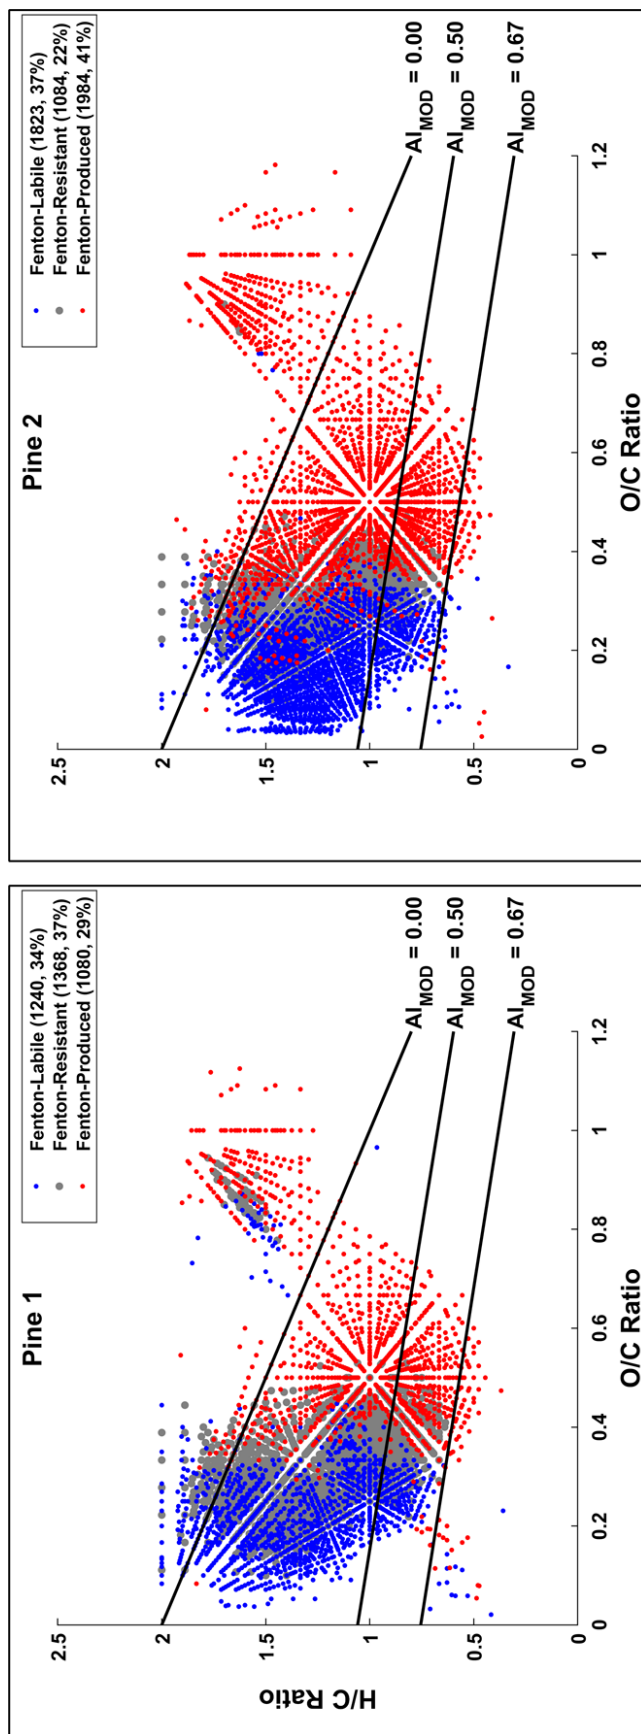 Pine 1
Fenton-Labile (1240, 34%)
Fenton-Resistant (1368, 37%)
Fenton-Produced (1080, 29%)
H/C Ratio
2.5
2
1.5
1
0.5
0
0
0.2
0.4
0.6
0.8
1
1.2
O/C Ratio
AI_MOD = 0.00
AI_MOD = 0.50
AI_MOD = 0.67
Pine 2
Fenton-Labile (1823, 37%)
Fenton-Resistant (1084, 22%)
Fenton-Produced (1984, 41%)
2.5
2
1.5
1
0.5
0
0
0.2
0.4
0.6
0.8
1
1.2
O/C Ratio
AI_MOD = 0.00
AI_MOD = 0.50
AI_MOD = 0.67